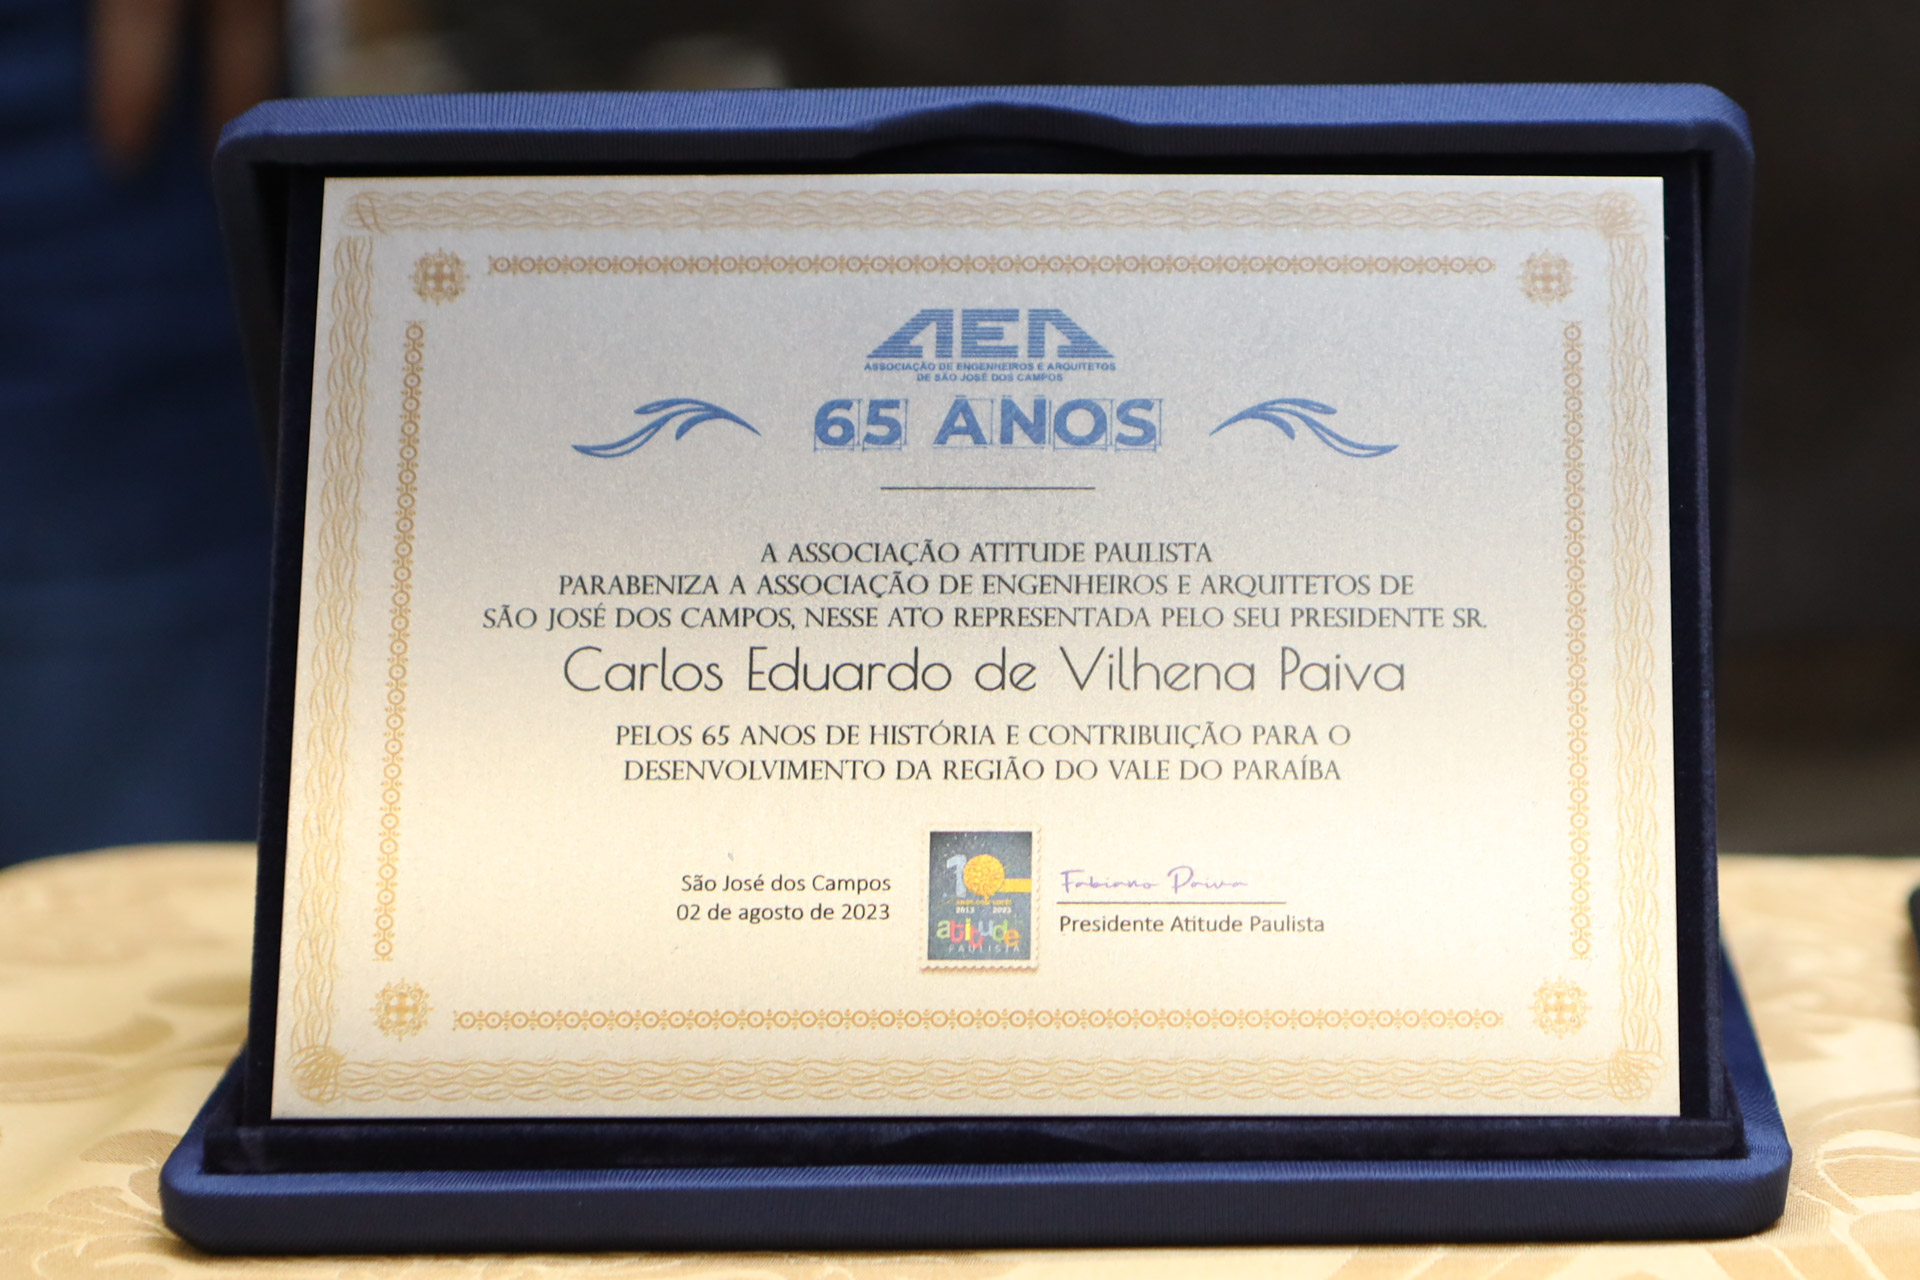 AEA
ASSOCIAÇÃO DE ENGENHEIROS E ARQUITETOS
DE SÃO JOSÉ DOS CAMPOS
65 ANOS
A ASSOCIAÇÃO ATITUDE PAULISTA
PARABENIZA A ASSOCIAÇÃO DE ENGENHEIROS E ARQUITETOS DE
SÃO JOSÉ DOS CAMPOS, NESSE ATO REPRESENTADA PELO SEU PRESIDENTE SR.
Carlos Eduardo de Vilhena Paiva
PELOS 65 ANOS DE HISTÓRIA E CONTRIBUIÇÃO PARA O
DESENVOLVIMENTO DA REGIÃO DO VALE DO PARAÍBA
São José dos Campos
02 de agosto de 2023
10
2013 2023
atitude
PAULISTA
Fabiano Paiva
Presidente Atitude Paulista